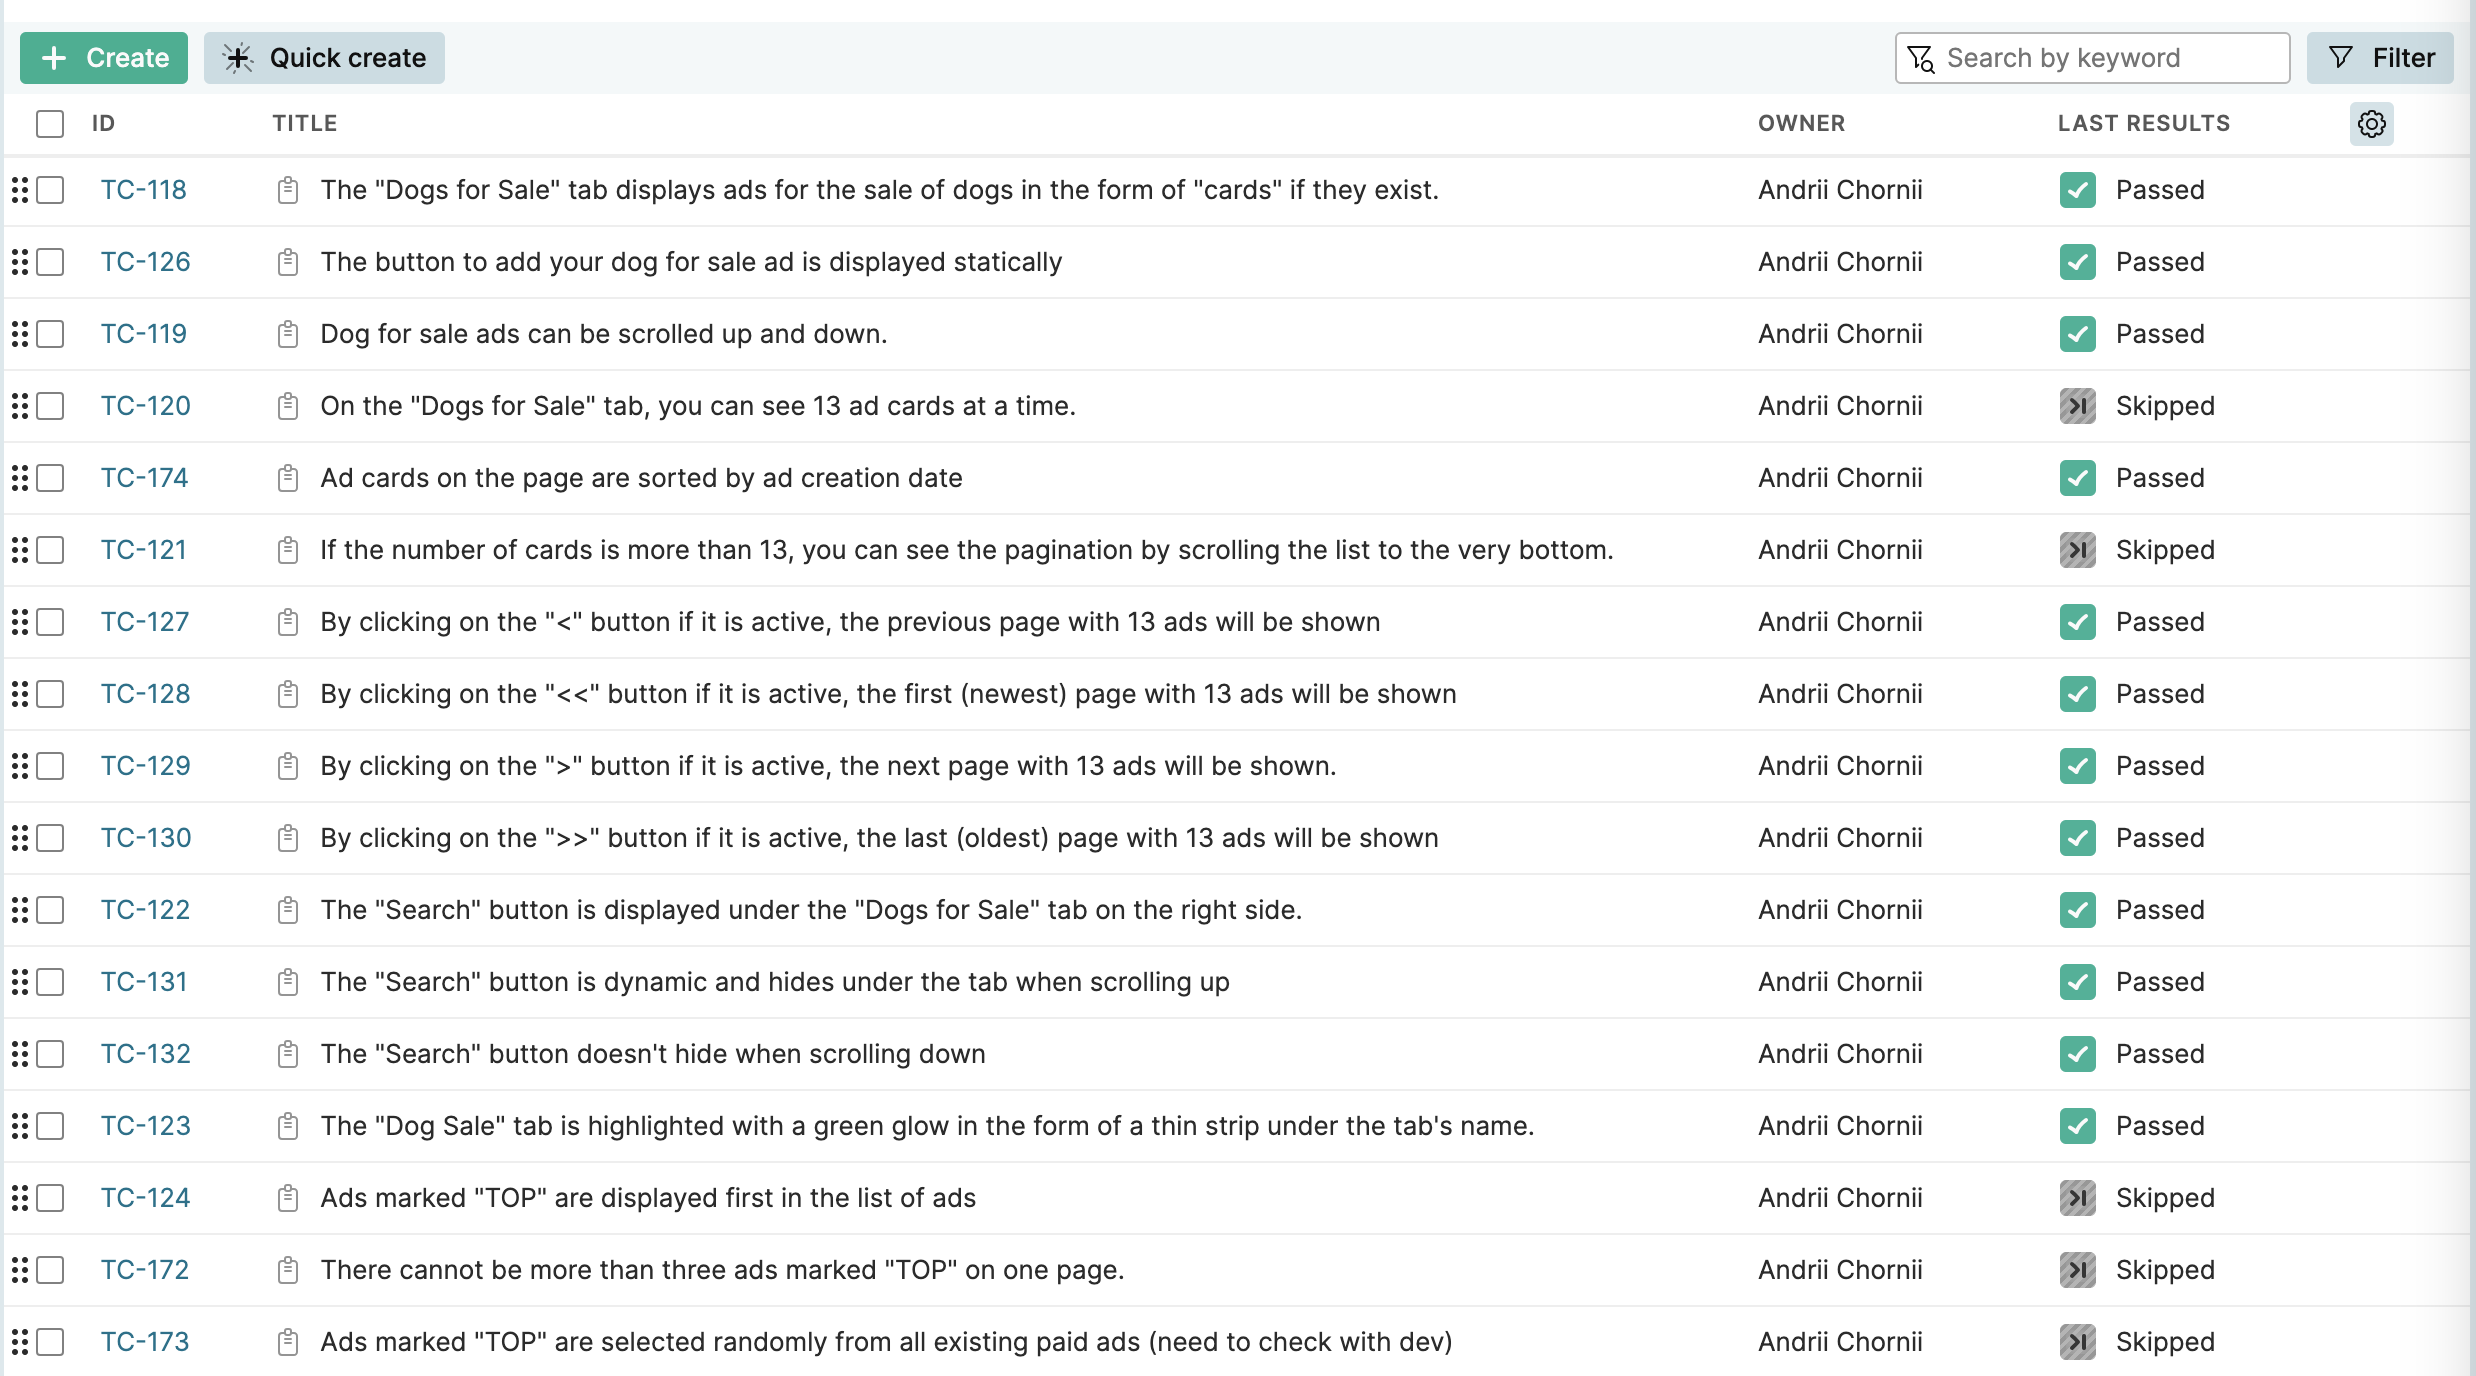 Create Quick create Search by keyword Filter
ID TITLE OWNER LAST RESULTS
TC-118 The "Dogs for Sale" tab displays ads for the sale of dogs in the form of "cards" if they exist. Andrii Chornii Passed
TC-126 The button to add your dog for sale ad is displayed statically Andrii Chornii Passed
TC-119 Dog for sale ads can be scrolled up and down. Andrii Chornii Passed
TC-120 On the "Dogs for Sale" tab, you can see 13 ad cards at a time. Andrii Chornii Skipped
TC-174 Ad cards on the page are sorted by ad creation date Andrii Chornii Passed
TC-121 If the number of cards is more than 13, you can see the pagination by scrolling the list to the very bottom. Andrii Chornii Skipped
TC-127 By clicking on the "<" button if it is active, the previous page with 13 ads will be shown Andrii Chornii Passed
TC-128 By clicking on the "<<" button if it is active, the first (newest) page with 13 ads will be shown Andrii Chornii Passed
TC-129 By clicking on the ">" button if it is active, the next page with 13 ads will be shown. Andrii Chornii Passed
TC-130 By clicking on the ">>" button if it is active, the last (oldest) page with 13 ads will be shown Andrii Chornii Passed
TC-122 The "Search" button is displayed under the "Dogs for Sale" tab on the right side. Andrii Chornii Passed
TC-131 The "Search" button is dynamic and hides under the tab when scrolling up Andrii Chornii Passed
TC-132 The "Search" button doesn't hide when scrolling down Andrii Chornii Passed
TC-123 The "Dog Sale" tab is highlighted with a green glow in the form of a thin strip under the tab's name. Andrii Chornii Passed
TC-124 Ads marked "TOP" are displayed first in the list of ads Andrii Chornii Skipped
TC-172 There cannot be more than three ads marked "TOP" on one page. Andrii Chornii Skipped
TC-173 Ads marked "TOP" are selected randomly from all existing paid ads (need to check with dev) Andrii Chornii Skipped